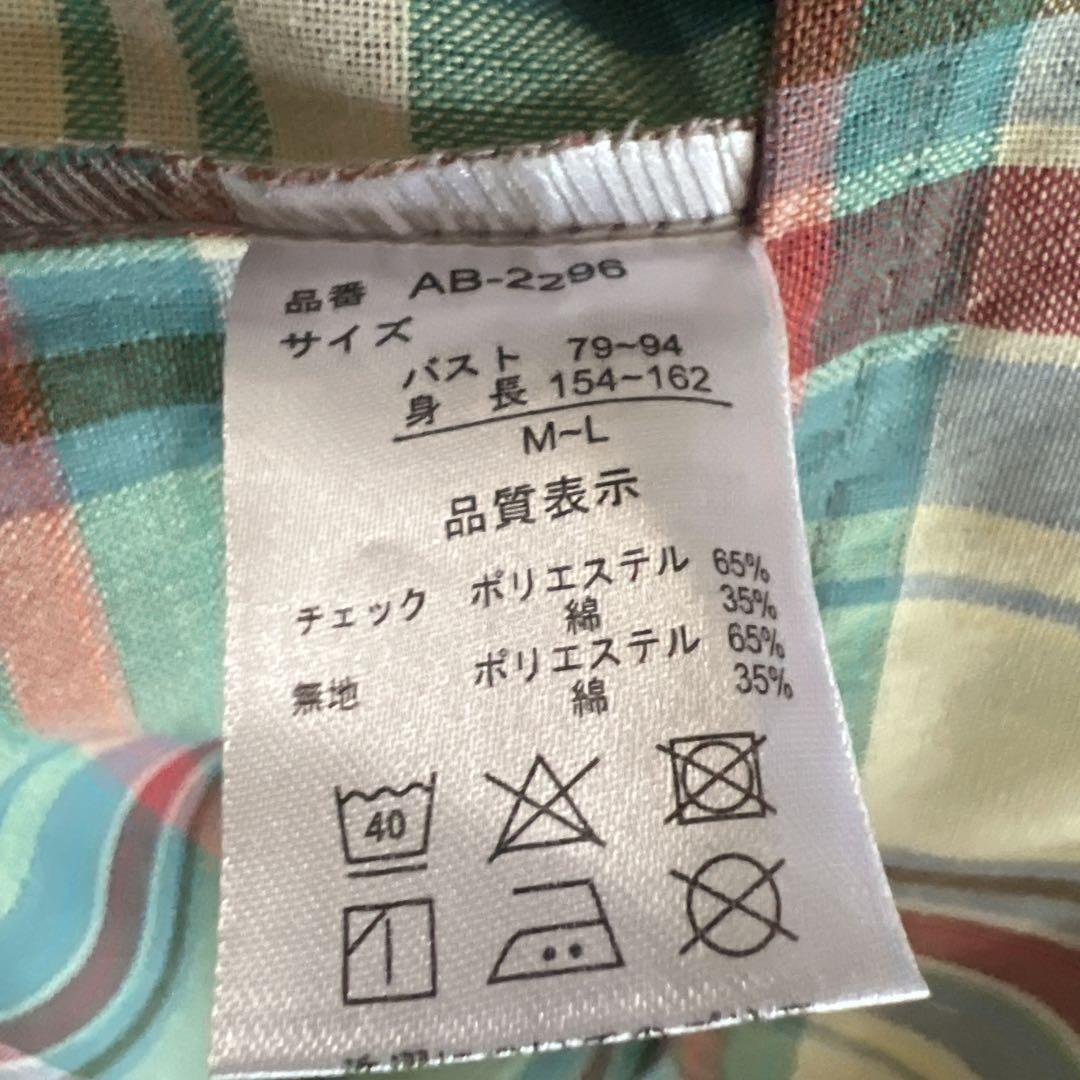 品番 AB-2296
サイズ
バスト 79~94
身 長 154~162
M~L
品質表示
チェック ポリエステル 65%
綿 35%
無地 ポリエステル 65%
綿 35%
40